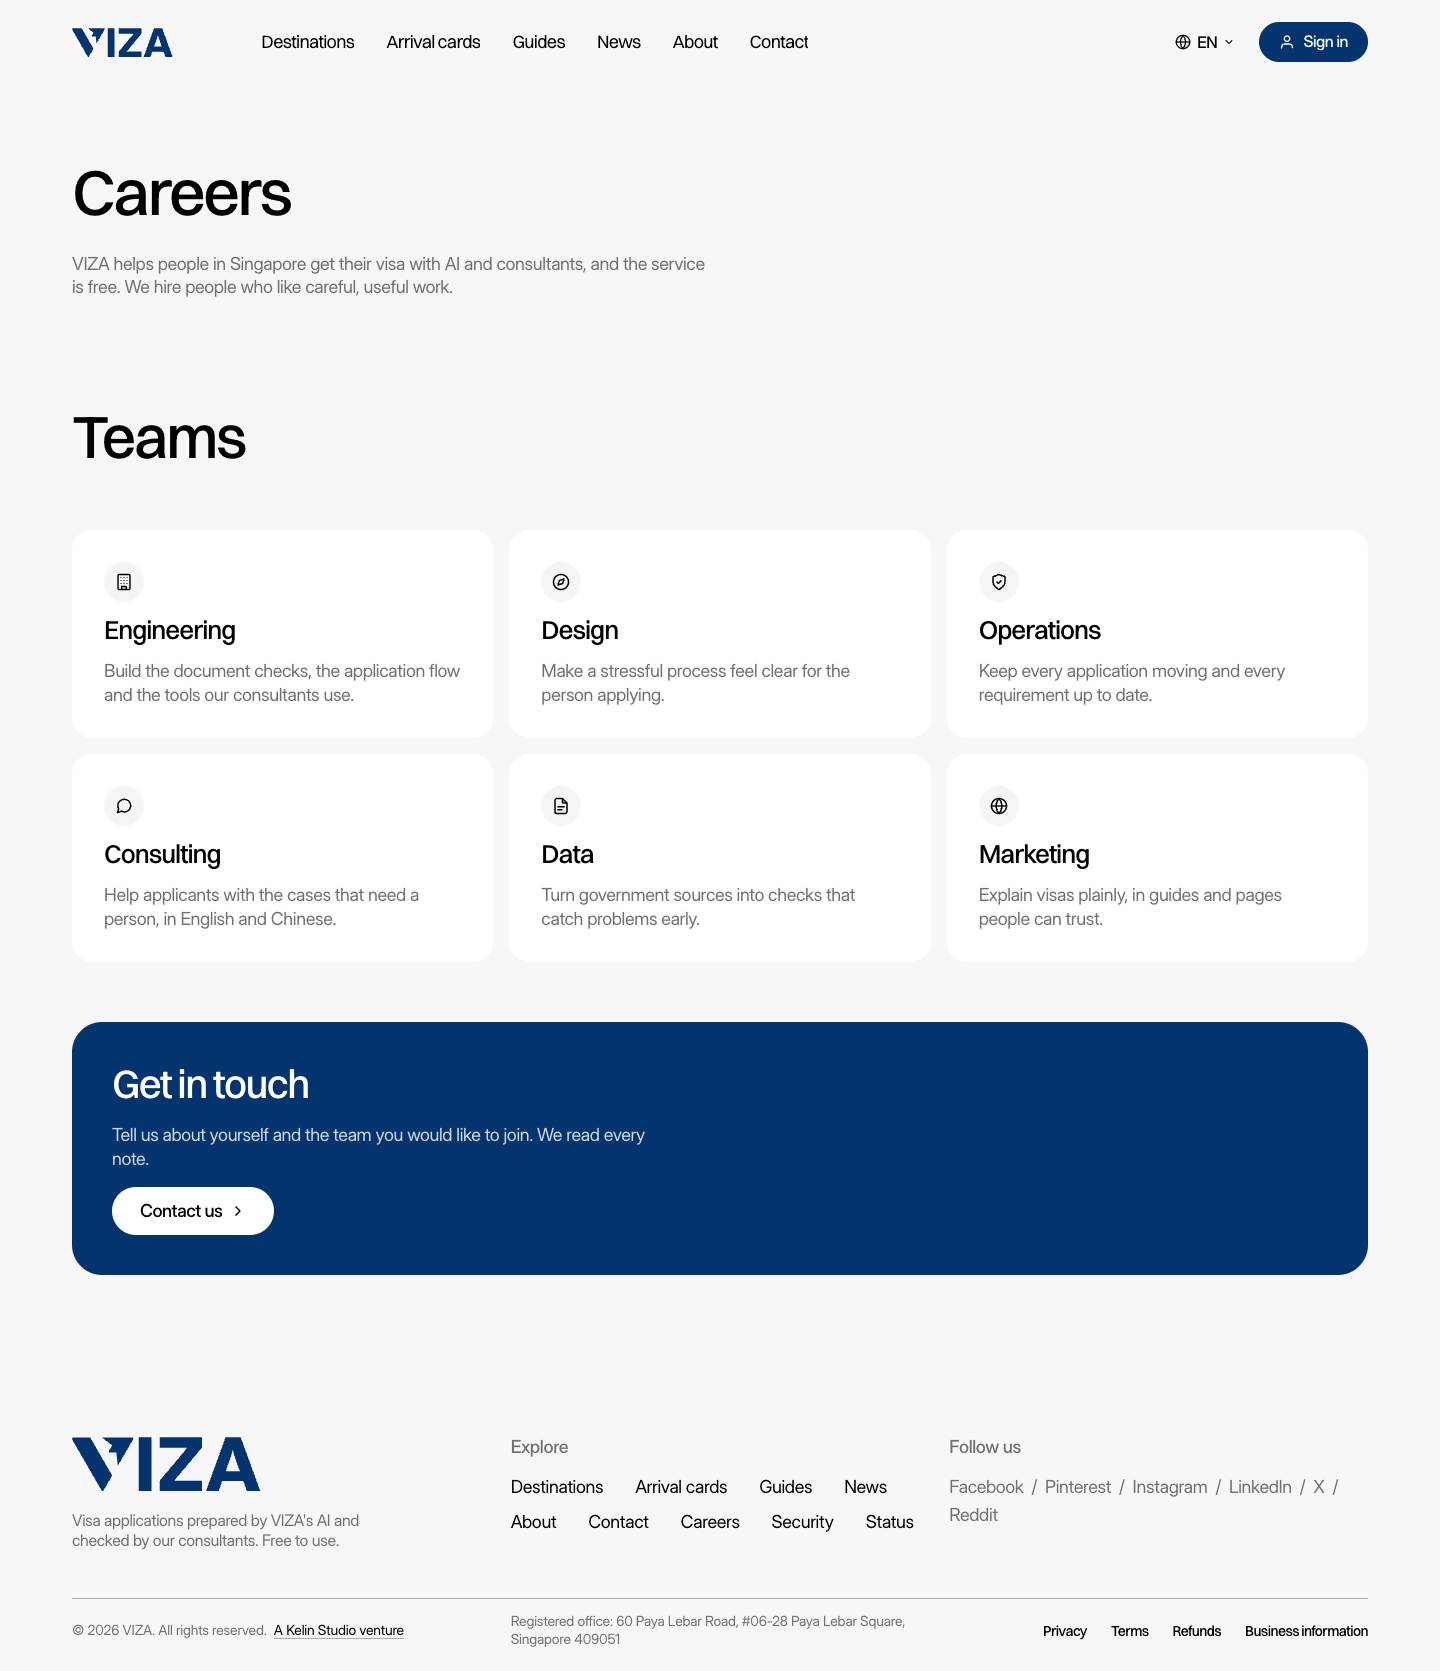 VIZA
Destinations
Arrival cards
Guides
News
About
Contact
EN
Sign in
Careers
VIZA helps people in Singapore get their visa with AI and consultants, and the service
is free. We hire people who like careful, useful work.
Teams
Engineering
Build the document checks, the application flow
and the tools our consultants use.
Design
Make a stressful process feel clear for the
person applying.
Operations
Keep every application moving and every
requirement up to date.
Consulting
Help applicants with the cases that need a
person, in English and Chinese.
Data
Turn government sources into checks that
catch problems early.
Marketing
Explain visas plainly, in guides and pages
people can trust.
Get in touch
Tell us about yourself and the team you would like to join. We read every
note.
Contact us
VIZA
Visa applications prepared by VIZA's AI and
checked by our consultants. Free to use.
Explore
Destinations Arrival cards Guides News
About Contact Careers Security Status
Follow us
Facebook / Pinterest / Instagram / LinkedIn / X /
Reddit
© 2026 VIZA. All rights reserved. A Kelin Studio venture
Registered office: 60 Paya Lebar Road, #06-28 Paya Lebar Square,
Singapore 409051
Privacy Terms Refunds Business information